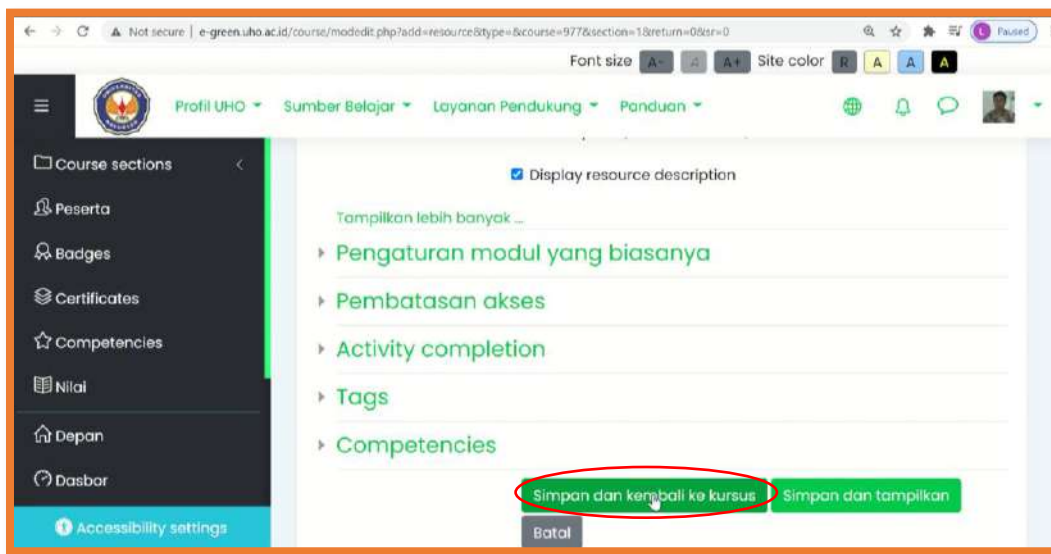 Not secure | e-green.uho.ac.id/course/modedit.php?add=resource&type=&course=977&section=1&return=0&sr=0
Paused
Font size A- A A+ Site color R A A A
Profil UHO Sumber Belajar Layanan Pendukung Panduan
Course sections
Peserta
Badges
Certificates
Competencies
Nilai
Depan
Dasbor
Accessibility settings
Display resource description
Tampilkan lebih banyak ...
Pengaturan modul yang biasanya
Pembatasan akses
Activity completion
Tags
Competencies
Simpan dan kembali ke kursus Simpan dan tampilkan
Batal